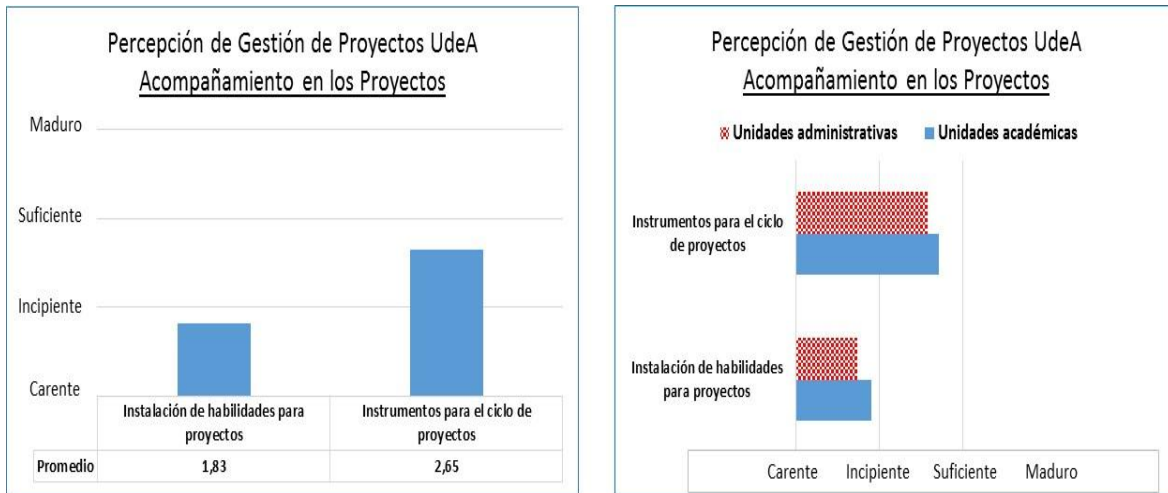 Percepción de Gestión de Proyectos UdeA
Acompañamiento en los Proyectos
Maduro
Suficiente
Incipiente
Carente
Instalación de habilidades para
proyectos
Instrumentos para el ciclo de
proyectos
Promedio
1,83
2,65
Percepción de Gestión de Proyectos UdeA
Acompañamiento en los Proyectos
Unidades administrativas
Unidades académicas
Instrumentos para el ciclo
de proyectos
Instalación de habilidades
para proyectos
Carente
Incipiente
Suficiente
Maduro